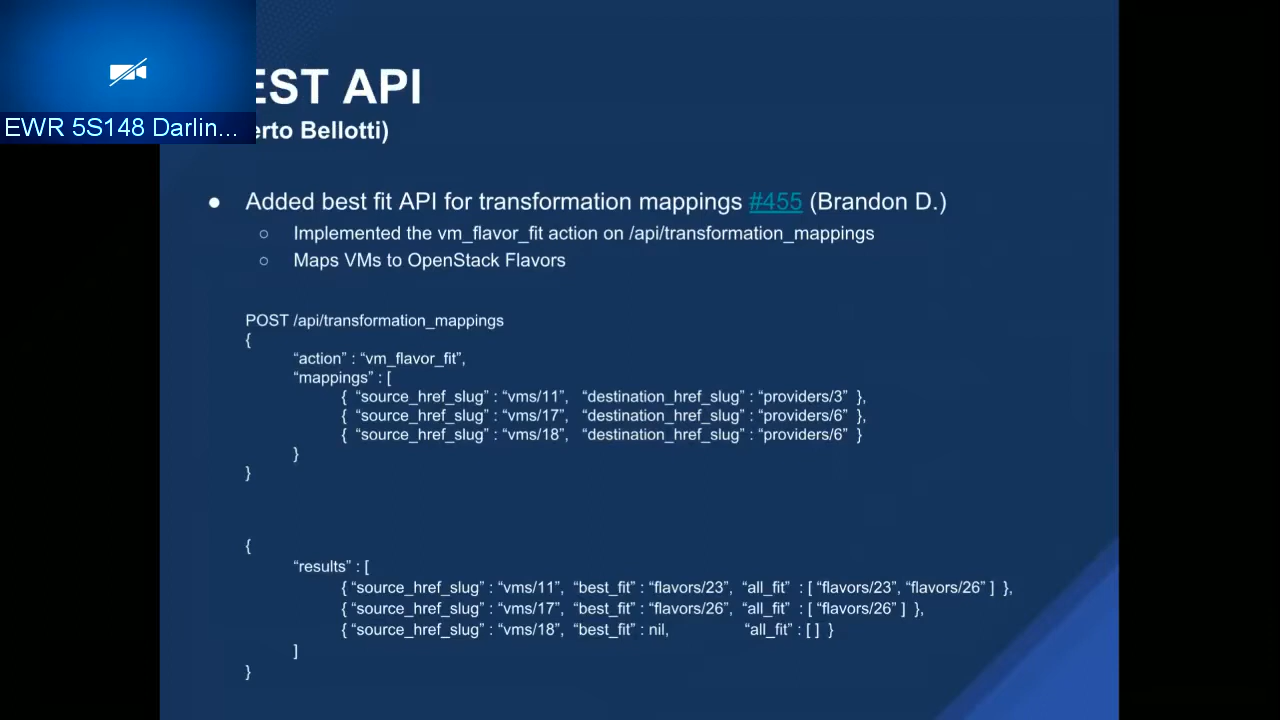 EST API
EWR 5S148 Darlin...
erto Bellotti)
● Added best fit API for transformation mappings #455 (Brandon D.)
○ Implemented the vm_flavor_fit action on /api/transformation_mappings
○ Maps VMs to OpenStack Flavors
POST /api/transformation_mappings
{
“action” : “vm_flavor_fit”,
“mappings” : [
{ “source_href_slug” : “vms/11”, “destination_href_slug” : “providers/3” },
{ “source_href_slug” : “vms/17”, “destination_href_slug” : “providers/6” },
{ “source_href_slug” : “vms/18”, “destination_href_slug” : “providers/6” }
}
}
{
“results” : [
{ “source_href_slug” : “vms/11”, “best_fit” : “flavors/23”, “all_fit” : [ “flavors/23”, “flavors/26” ] },
{ “source_href_slug” : “vms/17”, “best_fit” : “flavors/26”, “all_fit” : [ “flavors/26” ] },
{ “source_href_slug” : “vms/18”, “best_fit” : nil, “all_fit” : [ ] }
]
}